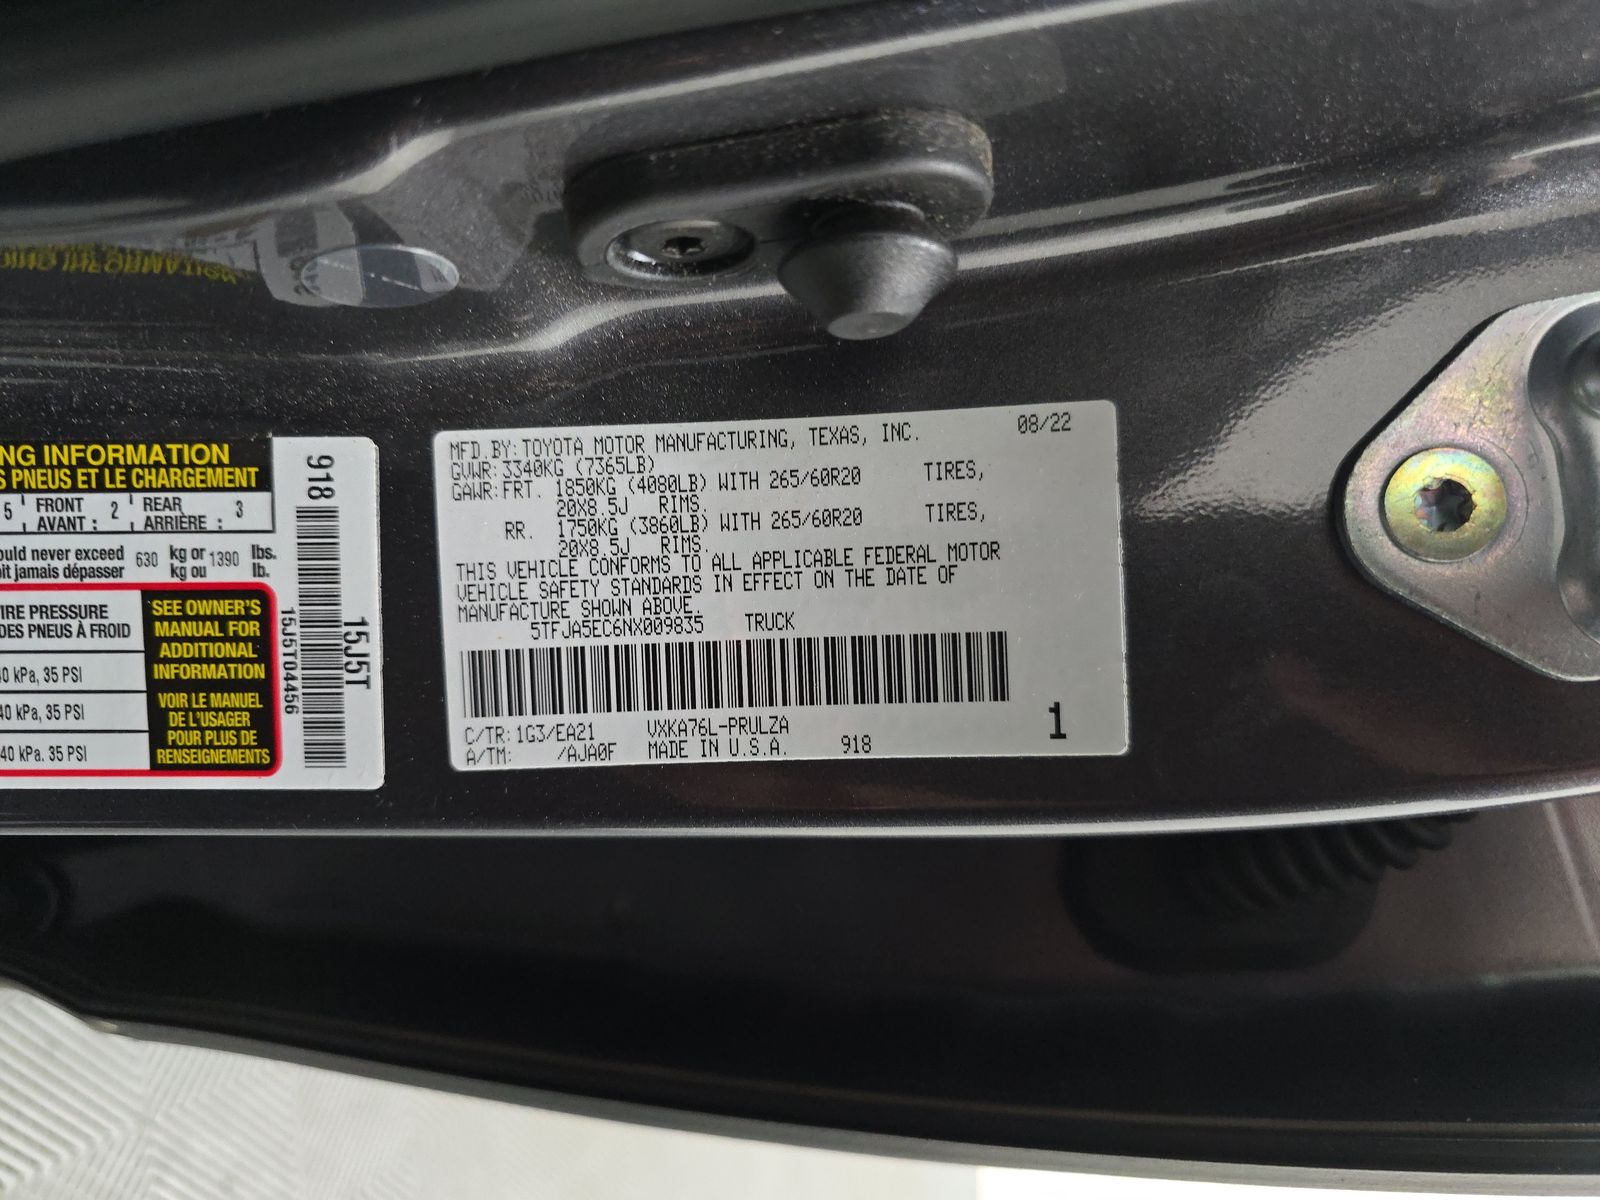 NG INFORMATION
S PNEUS ET LE CHARGEMENT
5 FRONT AVANT : 2 REAR ARRIÈRE : 3
ould never exceed 630 kg or 1390 lbs.
oit jamais dépasser kg ou lb.
IRE PRESSURE
DES PNEUS À FROID
40 kPa, 35 PSI
40 kPa, 35 PSI
40 kPa, 35 PSI
SEE OWNER'S
MANUAL FOR
ADDITIONAL
INFORMATION
VOIR LE MANUEL
DE L'USAGER
POUR PLUS DE
RENSEIGNEMENTS
918
15J5T04456
15J5T
MFD.BY: TOYOTA MOTOR MANUFACTURING, TEXAS, INC. 08/22
GVWR: 3340KG (7365LB)
GAWR: FRT. 1850KG (4080LB) WITH 265/60R20 TIRES,
20X8.5J RIMS.
RR. 1750KG (3860LB) WITH 265/60R20 TIRES,
20X8.5J RIMS.
THIS VEHICLE CONFORMS TO ALL APPLICABLE FEDERAL MOTOR
VEHICLE SAFETY STANDARDS IN EFFECT ON THE DATE OF
MANUFACTURE SHOWN ABOVE.
5TFJA5EC6NX009835 TRUCK
C/TR: 1G3/EA21 VXKA76L-PRULZA 1
A/TM: /AJA0F MADE IN U.S.A. 918